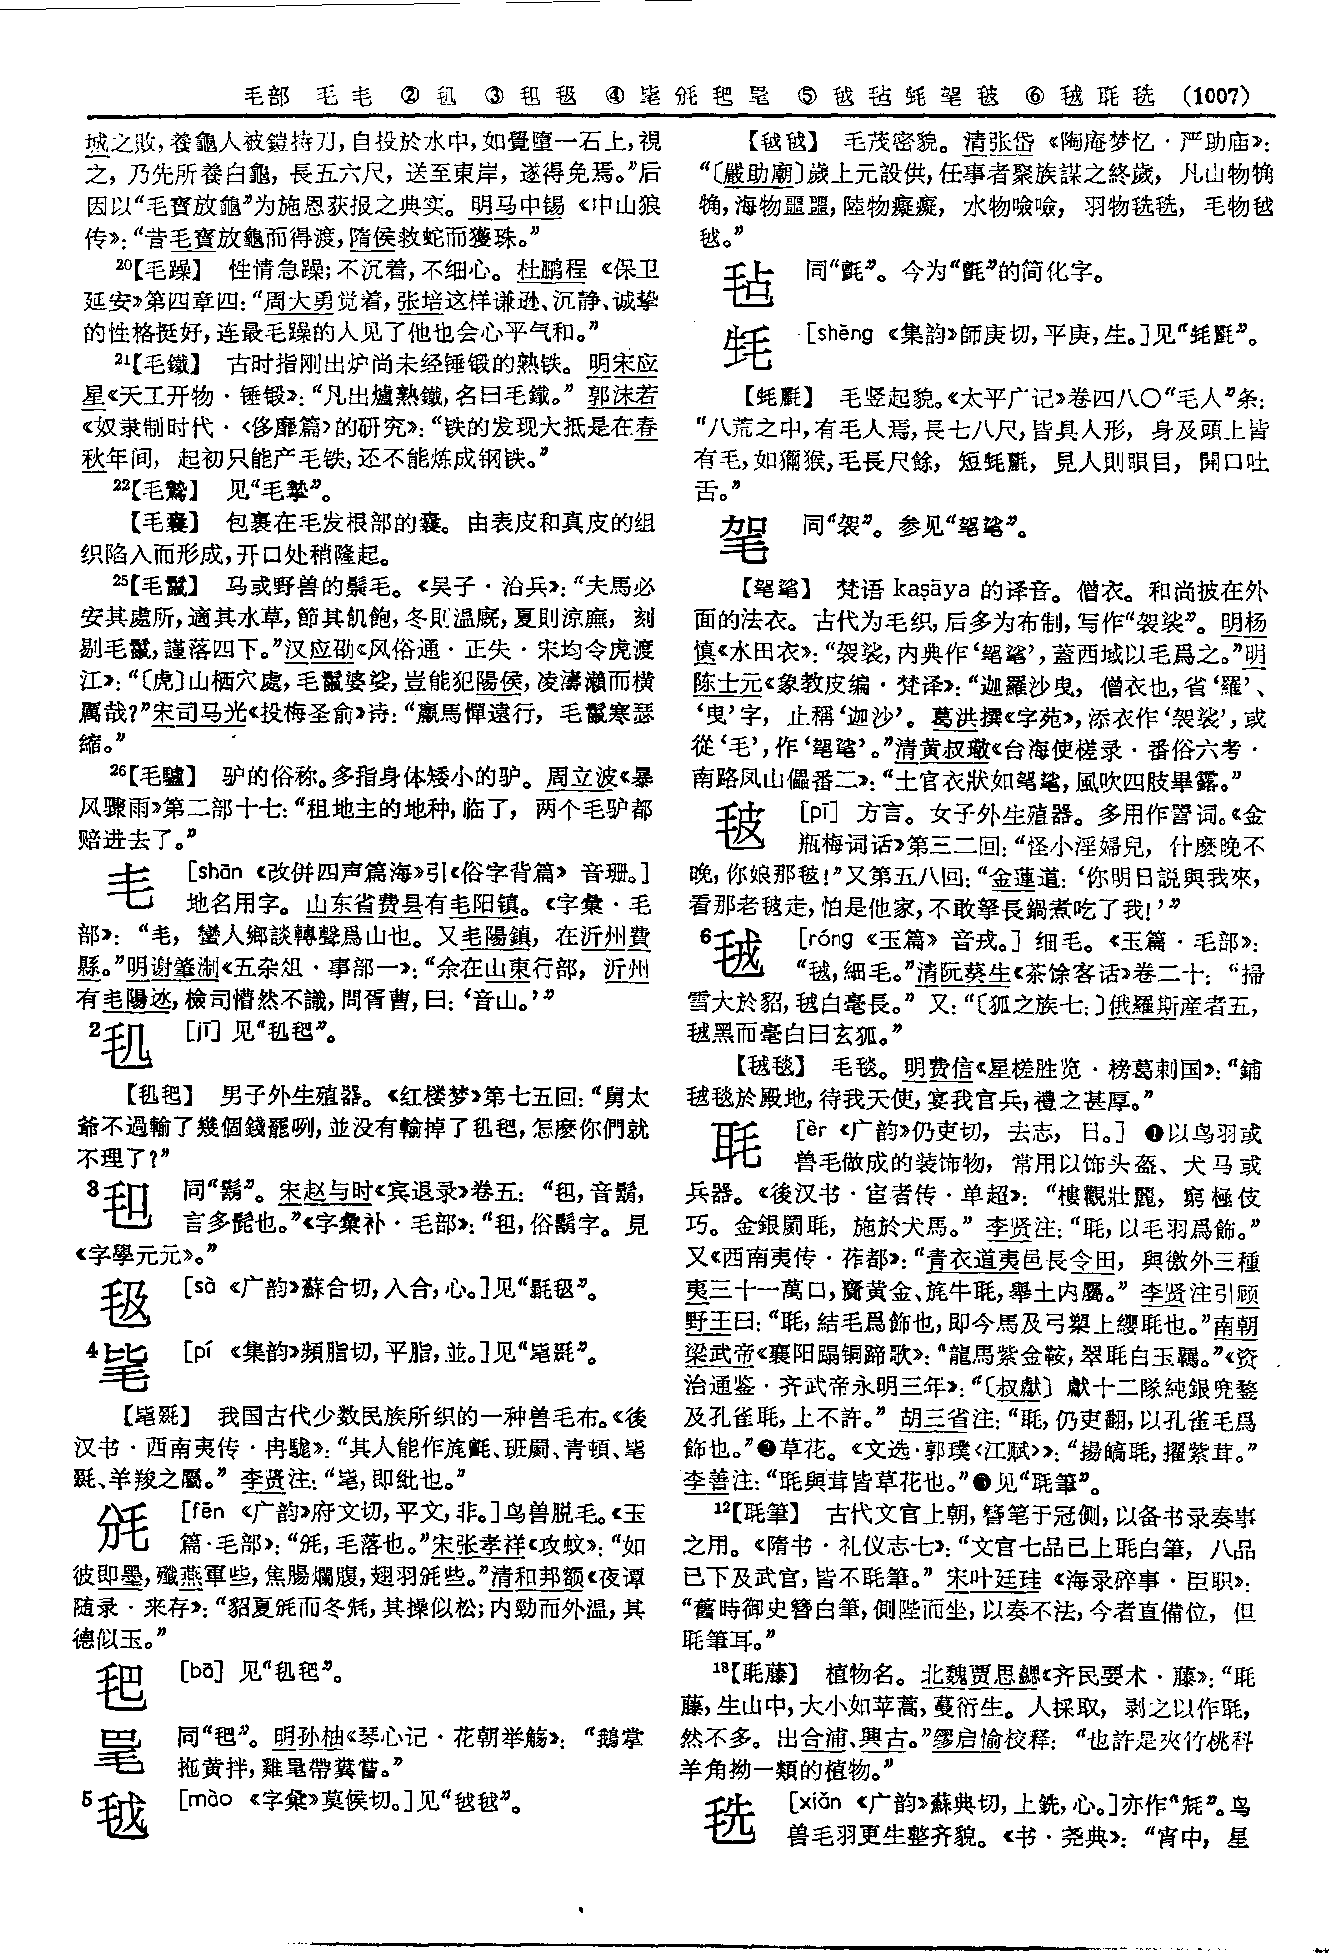 毛部　毛 毛 ② 𣬛 ③ 㲌 ④ 毞 毡 毜 毝 ⑤ 毡 毢 毣 ⑥ 毧 毦 毨 (1007)
城之敗，養龜人被鎧持刀，自投於水中，如覺墮一石上，視
之，乃先所養白龜，長五六尺，送至東岸，遂得免焉。”后
因以“毛寶放龜”为施恩获报之典实。明马中锡《中山狼
传》：“昔毛寶放龜而得渡，隋侯救蛇而獲珠。”
20【毛躁】　性情急躁；不沉着，不细心。杜鹏程《保卫
延安》第四章四：“周大勇觉着，张培这样谦逊、沉静、诚挚
的性格挺好，连最毛躁的人见了他也会心平气和。”
21【毛鐵】　古时指刚出炉尚未经锤锻的熟铁。明宋应
星《天工开物·锤锻》：“凡出爐熟鐵，名曰毛鐵。”郭沫若
《奴隶制时代·〈侈靡篇〉的研究》：“铁的发现大抵是在春
秋年间，起初只能产毛铁，还不能炼成钢铁。”
22【毛鷙】　见“毛摯”。
【毛囊】　包裹在毛发根部的囊。由表皮和真皮的组
织陷入而形成，开口处稍隆起。
25【毛鬣】　马或野兽的鬃毛。《吴子·治兵》：“夫馬必
安其處所，適其水草，節其飢飽，冬則温厩，夏則涼廡，刻
剔毛鬣，謹落四下。”汉应劭《风俗通·正失·宋均令虎渡
江》：“〔虎〕山栖穴處，毛鬣婆娑，豈能犯陽侯，凌濤瀨而横
厲哉？”宋司马光《投梅圣俞》诗：“羸馬憚遠行，毛鬣寒瑟
縮。”
26【毛驢】　驴的俗称。多指身体矮小的驴。周立波《暴
风骤雨》第二部十七：“租地主的地种，临了，两个毛驴都
赔进去了。”
[shān《改併四声篇海》引《俗字背篇》音珊。]
地名用字。山东省费县有毛阳镇。《字彙·毛
部》：“毛，蠻人鄉談轉聲爲山也。又毛陽鎮，在沂州費
縣。”明谢肇淛《五杂俎·事部一》：“余在山東行部，沂州
有毛陽迯，檢司懵然不識，問胥曹，曰：‘音山。’”
2 𣬛　[jī] 见“𣬛𣬶”。
【𣬛𣬶】　男子外生殖器。《红楼梦》第七五回：“舅太
爺不過輸了幾個錢罷咧，並没有輸掉了𣬛𣬶，怎麽你們就
不理了？”
3　同“鬍”。宋赵与时《宾退录》卷五：“，音鬍，
言多髭也。”《字彙补·毛部》：“，俗鬍字。見
《字學元元》。”
[sà《广韵》蘇合切，入合，心。]见“”。
4 毞　[pí《集韵》頻脂切，平脂，並。]见“毞毲”。
【毞毲】　我国古代少数民族所织的一种兽毛布。《後
汉书·西南夷传·冉駹》：“其人能作旄氈、班罽、青頓、毞
毲、羊羧之屬。”李贤注：“毞，即紕也。”
[fēn《广韵》府文切，平文，非。]鸟兽脱毛。《玉
篇·毛部》：“，毛落也。”宋张孝祥《攻蚊》：“如
彼即墨，殲燕軍些，焦腸爛腹，翅羽些。”清和邦额《夜谭
随录·来存》：“貂夏而冬毨，其操似松；内勁而外温，其
德似玉。”
𣬶　[bā] 见“𣬛𣬶”。
同“𣬶”。明孙柚《琴心记·花朝举觞》：“鵝掌
拖黄拌，雞帶糞嘗。”
5　[mào《字彙》莫侯切。]见“”。
　毛茂密貌。清张岱《陶庵梦忆·严助庙》：
“〔嚴助廟〕歲上元設供，任事者聚族謀之終歲，凡山物觕
觕，海物噩噩，陸物癡癡，水物噞噞，羽物毨毨，毛物
。”
毡　同“氈”。今为“氈”的简化字。
[shēng《集韵》師庚切，平庚，生。]见“”。
　毛竖起貌。《太平广记》卷四八〇“毛人”条：
“八荒之中，有毛人焉，長七八尺，皆具人形，身及頭上皆
有毛，如獼猴，毛長尺餘，短，見人則眼目，開口吐
舌。”
毠　同“袈”。参见“毠毟”。
【毠毟】　梵语 kaṣāya 的译音。僧衣。和尚披在外
面的法衣。古代为毛织，后多为布制，写作“袈裟”。明杨
慎《水田衣》：“袈裟，内典作‘毠毟’，蓋西域以毛爲之。”明
陈士元《象教皮编·梵译》：“迦羅沙曳，僧衣也，省‘羅’、
‘曳’字，止稱‘迦沙’。葛洪撰《字苑》，添衣作‘袈裟’，或
從‘毛’，作‘毠毟’。”清黄叔璥《台海使槎录·番俗六考·
南路凤山傀儡番二》：“土官衣狀如毠毟，風吹四肢畢露。”
毰　[pī] 方言。女子外生殖器。多用作詈词。《金
瓶梅词话》第三二回：“怪小淫婦兒，什麽晚不
晚，你娘那！”又第五八回：“金蓮道：‘你明日説與我來，
看那老走，怕是他家，不敢拏長鍋煮吃了我！’”
6 毧　[róng《玉篇》音戎。]细毛。《玉篇·毛部》：
“毧，細毛。”清阮葵生《茶馀客话》卷二十：“掃
雪大於貂，毧白毫長。”又：“〔狐之族七：〕俄羅斯産者五，
毧黑而毫白曰玄狐。”
【毧毯】　毛毯。明费信《星槎胜览·榜葛剌国》：“鋪
毧毯於殿地，待我天使，宴我官兵，禮之甚厚。”
毦　[èr《广韵》仍吏切，去志，日。]❶以鸟羽或
兽毛做成的装饰物，常用以饰头盔、犬马或
兵器。《後汉书·宦者传·单超》：“樓觀壯麗，窮極伎
巧。金銀罽毦，施於犬馬。”李贤注：“毦，以毛羽爲飾。”
又《西南夷传·莋都》：“青衣道夷邑長令田，與徼外三種
夷三十一萬口，齎黄金、旄牛毦，舉土内屬。”李贤注引顾
野王曰：“毦，結毛爲飾也，即今馬及弓槊上纓毦也。”南朝
梁武帝《襄阳蹋铜蹄歌》：“龍馬紫金鞍，翠毦白玉羈。”《资
治通鉴·齐武帝永明三年》：“〔叔獻〕獻十二隊純銀兜鍪
及孔雀毦，上不許。”胡三省注：“毦，仍吏翻，以孔雀毛爲
飾也。”❷草花。《文选·郭璞〈江赋〉》：“揚皜毦，擢紫茸。”
李善注：“毦與茸皆草花也。”❸见“毦筆”。
12【毦筆】　古代文官上朝，簪笔于冠侧，以备书录奏事
之用。《隋书·礼仪志七》：“文官七品已上毦白筆，八品
已下及武官，皆不毦筆。”宋叶廷珪《海录碎事·臣职》：
“舊時御史簪白筆，側陛而坐，以奏不法，今者直備位，但
毦筆耳。”
18【毦藤】　植物名。北魏贾思勰《齐民要术·藤》：“毦
藤，生山中，大小如苹蒿，蔓衍生。人採取，剥之以作毦，
然不多。出合浦、興古。”缪启愉校释：“也許是夾竹桃科
羊角拗一類的植物。”
毨　[xiǎn《广韵》蘇典切，上銑，心。]亦作“毪”。鸟
兽毛羽更生整齐貌。《书·尧典》：“宵中，星